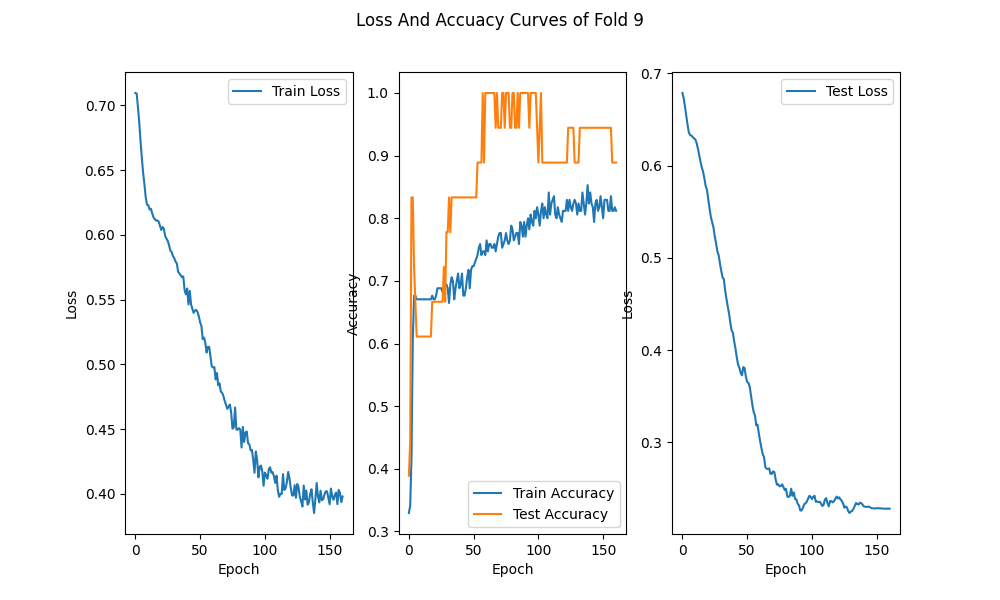 Loss And Accuacy Curves of Fold 9
Train Loss
0.70
0.65
0.60
0.55
0.50
0.45
0.40
Loss
0
50
100
150
Epoch
1.0
0.9
0.8
0.7
0.6
0.5
0.4
0.3
Accuracy
Train Accuracy
Test Accuracy
0
50
100
150
Epoch
Test Loss
0.7
0.6
0.5
0.4
0.3
Loss
0
50
100
150
Epoch